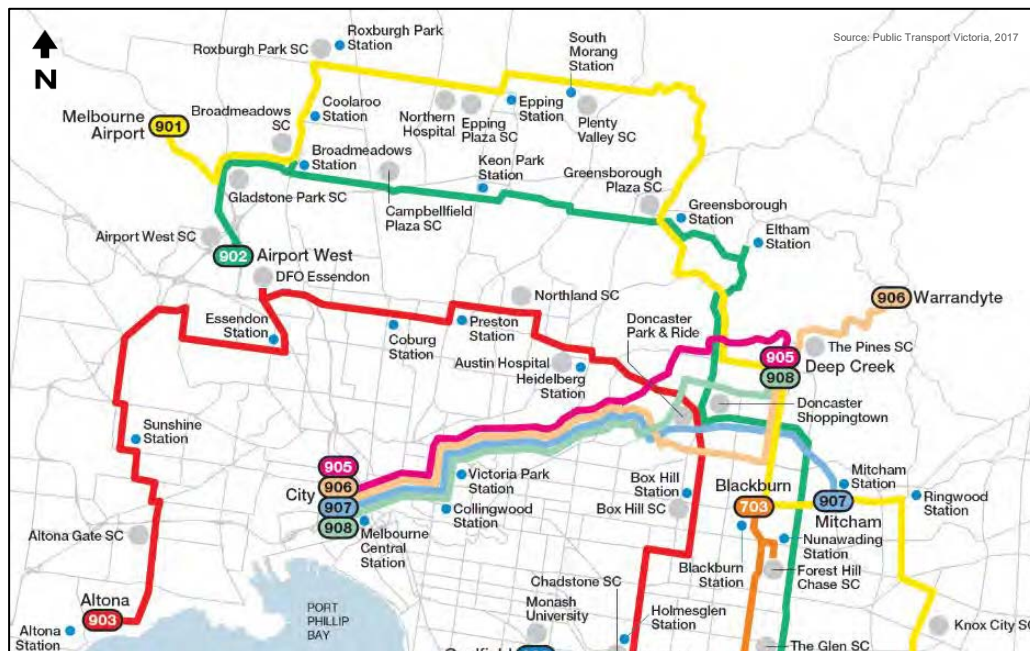 Source: Public Transport Victoria, 2017
N
Roxburgh Park SC
Roxburgh Park
Station
South
Morang
Station
Melbourne
Airport
901
Broadmeadows
SC
Coolaroo
Station
Northern
Hospital
Epping
Plaza SC
Epping
Station
Plenty
Valley SC
Broadmeadows
Station
Keon Park
Station
Greensborough
Plaza SC
Gladstone Park SC
Campbellfield
Plaza SC
Greensborough
Station
Airport West SC
Eltham
Station
902
Airport West
DFO Essendon
Northland SC
906
Warrandyte
Essendon
Station
Coburg
Station
Preston
Station
Doncaster
Park & Ride
Austin Hospital
Heidelberg
Station
905
908
Deep Creek
The Pines SC
Doncaster
Shoppingtown
Sunshine
Station
905
906
907
908
City
Victoria Park
Station
Collingwood
Station
Melbourne
Central
Station
Box Hill
Station
Box Hill SC
Blackburn
703
Mitcham
Station
907
Mitcham
Ringwood
Station
Nunawading
Station
Altona Gate SC
Blackburn
Station
Forest Hill
Chase SC
Chadstone SC
Monash
University
Holmesglen
Station
Altona
903
Altona
Station
PORT
PHILLIP
BAY
Knox City SC
The Glen SC